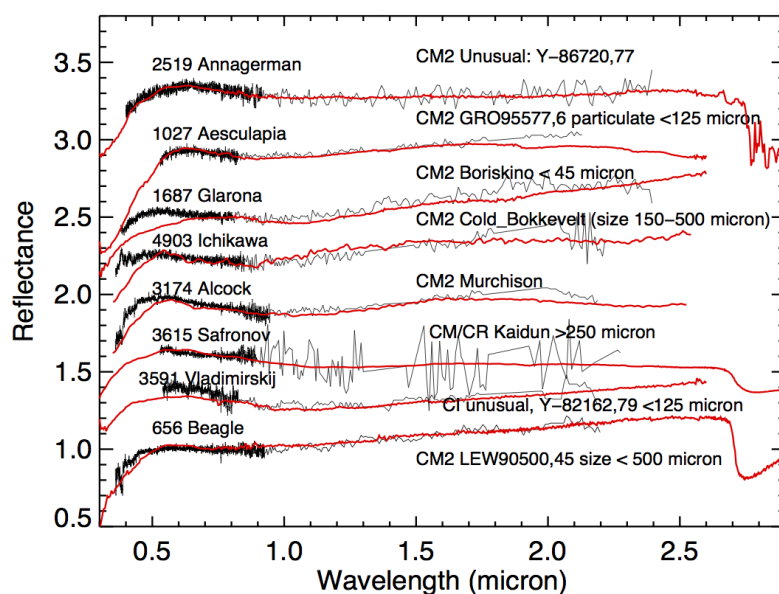 2519 Annagerman
CM2 Unusual: Y-86720,77
1027 Aesculapia
CM2 GRO95577,6 particulate <125 micron
1687 Glarona
CM2 Boriskino < 45 micron
4903 Ichikawa
CM2 Cold_Bokkevelt (size 150-500 micron)
3174 Alcock
CM2 Murchison
3615 Safronov
CM/CR Kaidun >250 micron
3591 Vladimirskij
CI unusual, Y-82162,79 <125 micron
656 Beagle
CM2 LEW90500,45 size < 500 micron
Reflectance
3.5
3.0
2.5
2.0
1.5
1.0
0.5
0.5 1.0 1.5 2.0 2.5
Wavelength (micron)